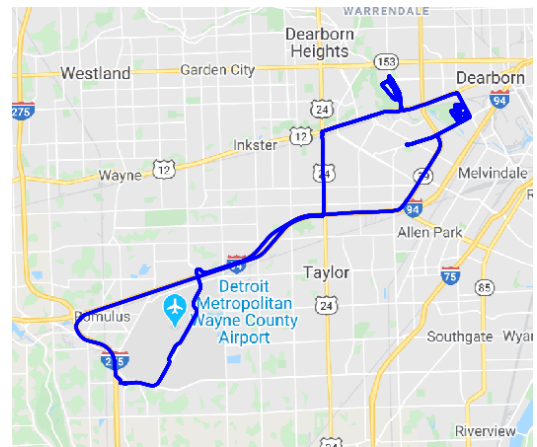 WARRENDALE
Dearborn
Heights
153
Westland
Garden City
Dearborn
275
24
94
12
Inkster
Wayne
12
24
39
Melvindale
94
Allen Park
94
75
Detroit
Metropolitan
Wayne County
Airport
Taylor
85
24
Romulus
Southgate
275
Riverview
24